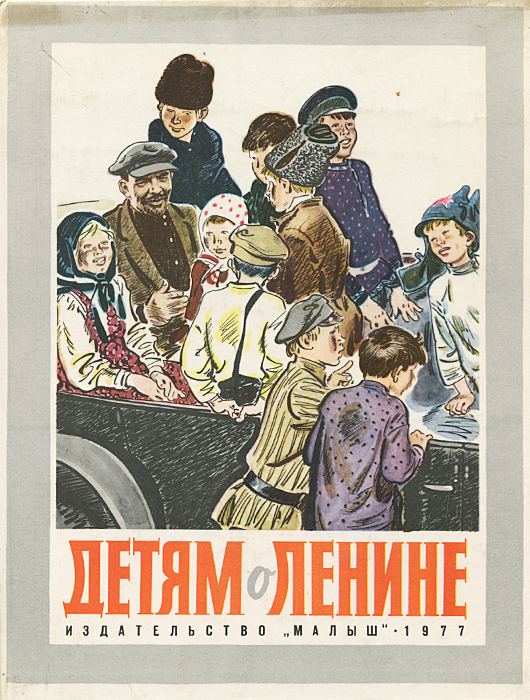 ДЕТЯМ о ЛЕНИНЕ
ИЗДАТЕЛЬСТВО „МАЛЫШ“ · 1977